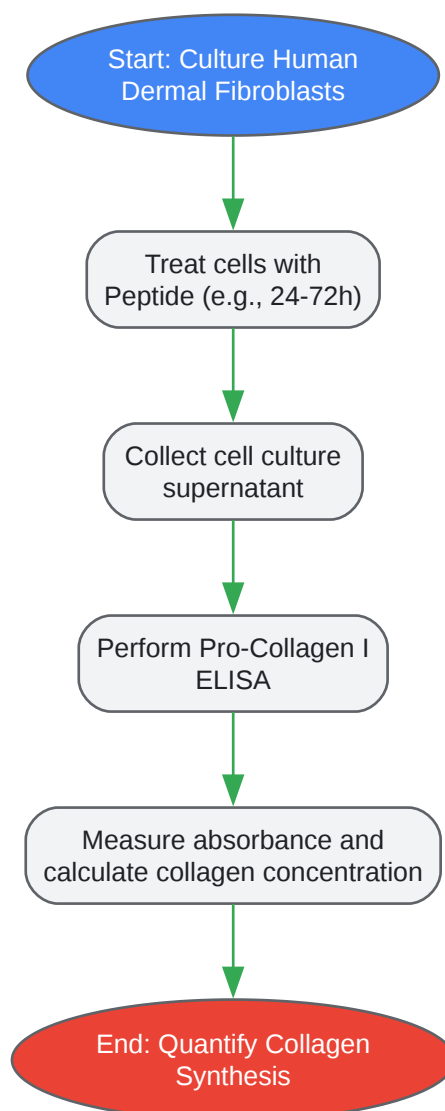 Start: Culture Human
Dermal Fibroblasts
Treat cells with
Peptide (e.g., 24-72h)
Collect cell culture
supernatant
Perform Pro-Collagen I
ELISA
Measure absorbance and
calculate collagen concentration
End: Quantify Collagen
Synthesis